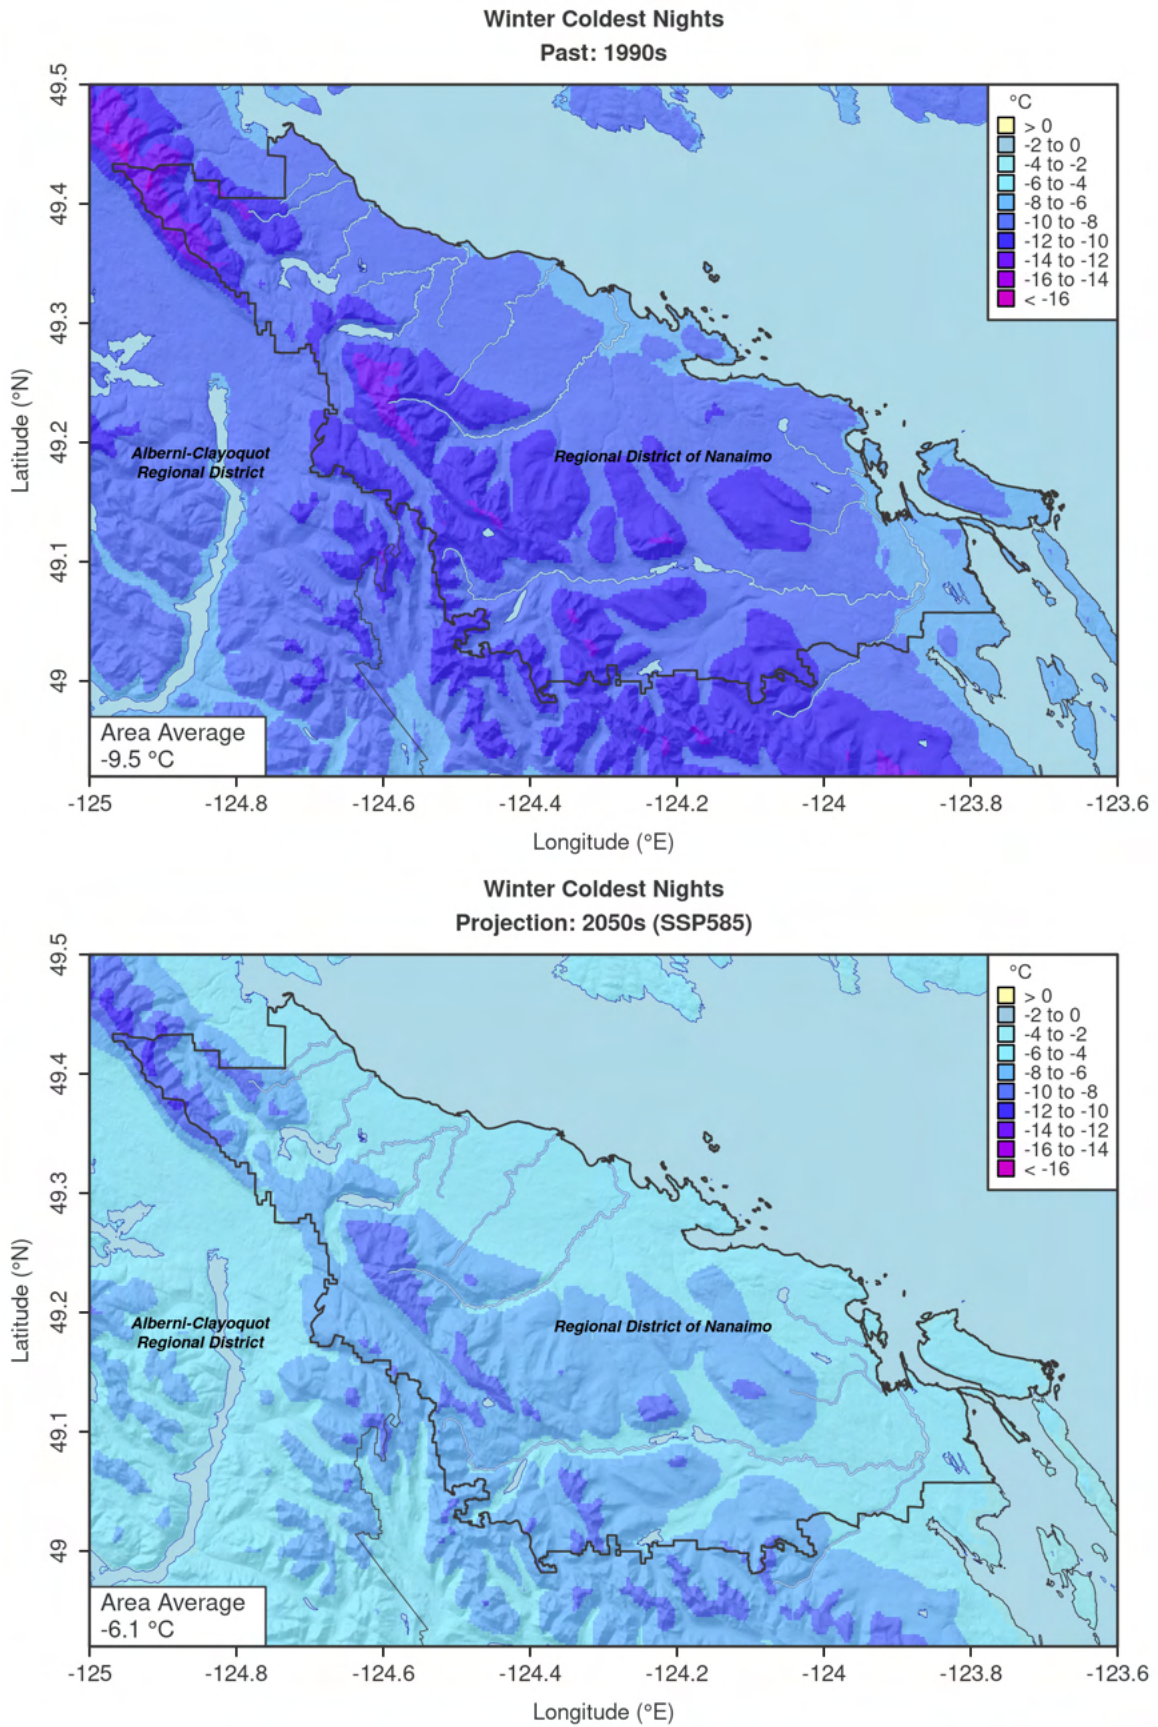 Winter Coldest Nights
Past: 1990s
49.5
49.4
49.3
49.2
49.1
49
Latitude (°N)
°C
> 0
-2 to 0
-4 to -2
-6 to -4
-8 to -6
-10 to -8
-12 to -10
-14 to -12
-16 to -14
< -16
Alberni-Clayoquot
Regional District
Regional District of Nanaimo
Area Average
-9.5 °C
-125
-124.8
-124.6
-124.4
-124.2
-124
-123.8
-123.6
Longitude (°E)
Winter Coldest Nights
Projection: 2050s (SSP585)
49.5
49.4
49.3
49.2
49.1
49
Latitude (°N)
°C
> 0
-2 to 0
-4 to -2
-6 to -4
-8 to -6
-10 to -8
-12 to -10
-14 to -12
-16 to -14
< -16
Alberni-Clayoquot
Regional District
Regional District of Nanaimo
Area Average
-6.1 °C
-125
-124.8
-124.6
-124.4
-124.2
-124
-123.8
-123.6
Longitude (°E)